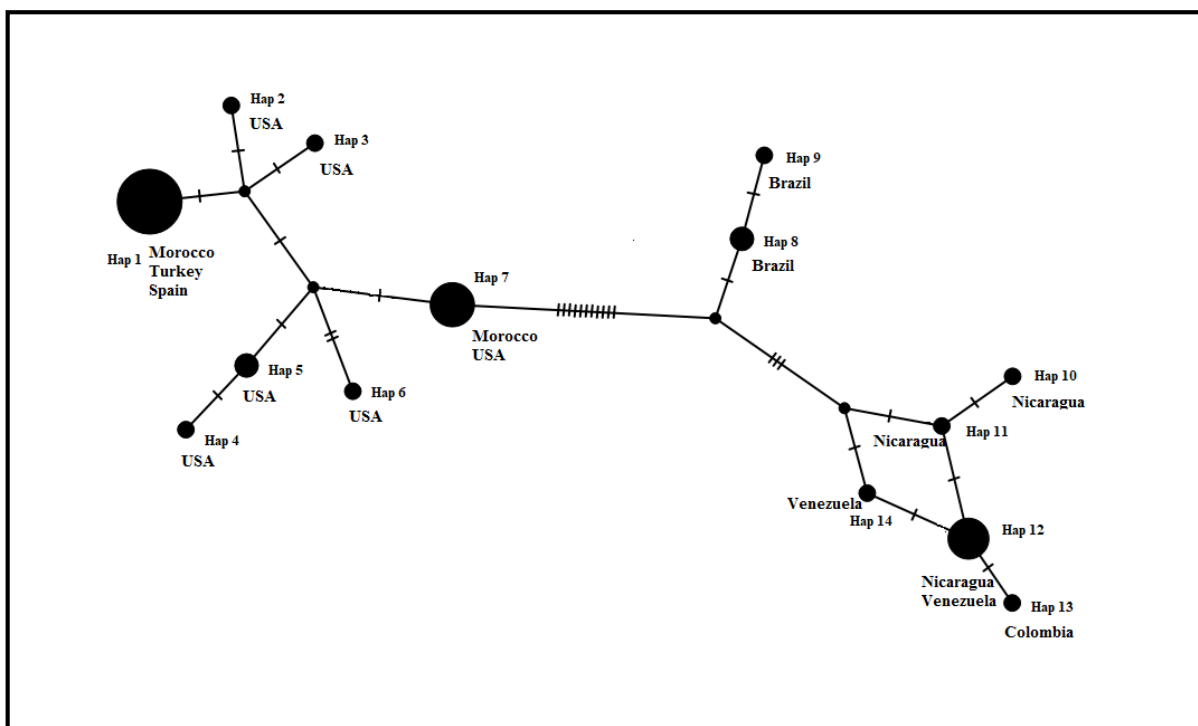 Hap 2
USA
Hap 3
USA
Hap 1
Morocco
Turkey
Spain
Hap 7
Morocco
USA
Hap 5
USA
Hap 6
USA
Hap 4
USA
Hap 9
Brazil
Hap 8
Brazil
Hap 10
Nicaragua
Nicaragua
Hap 11
Venezuela
Hap 14
Hap 12
Nicaragua
Venezuela
Hap 13
Colombia